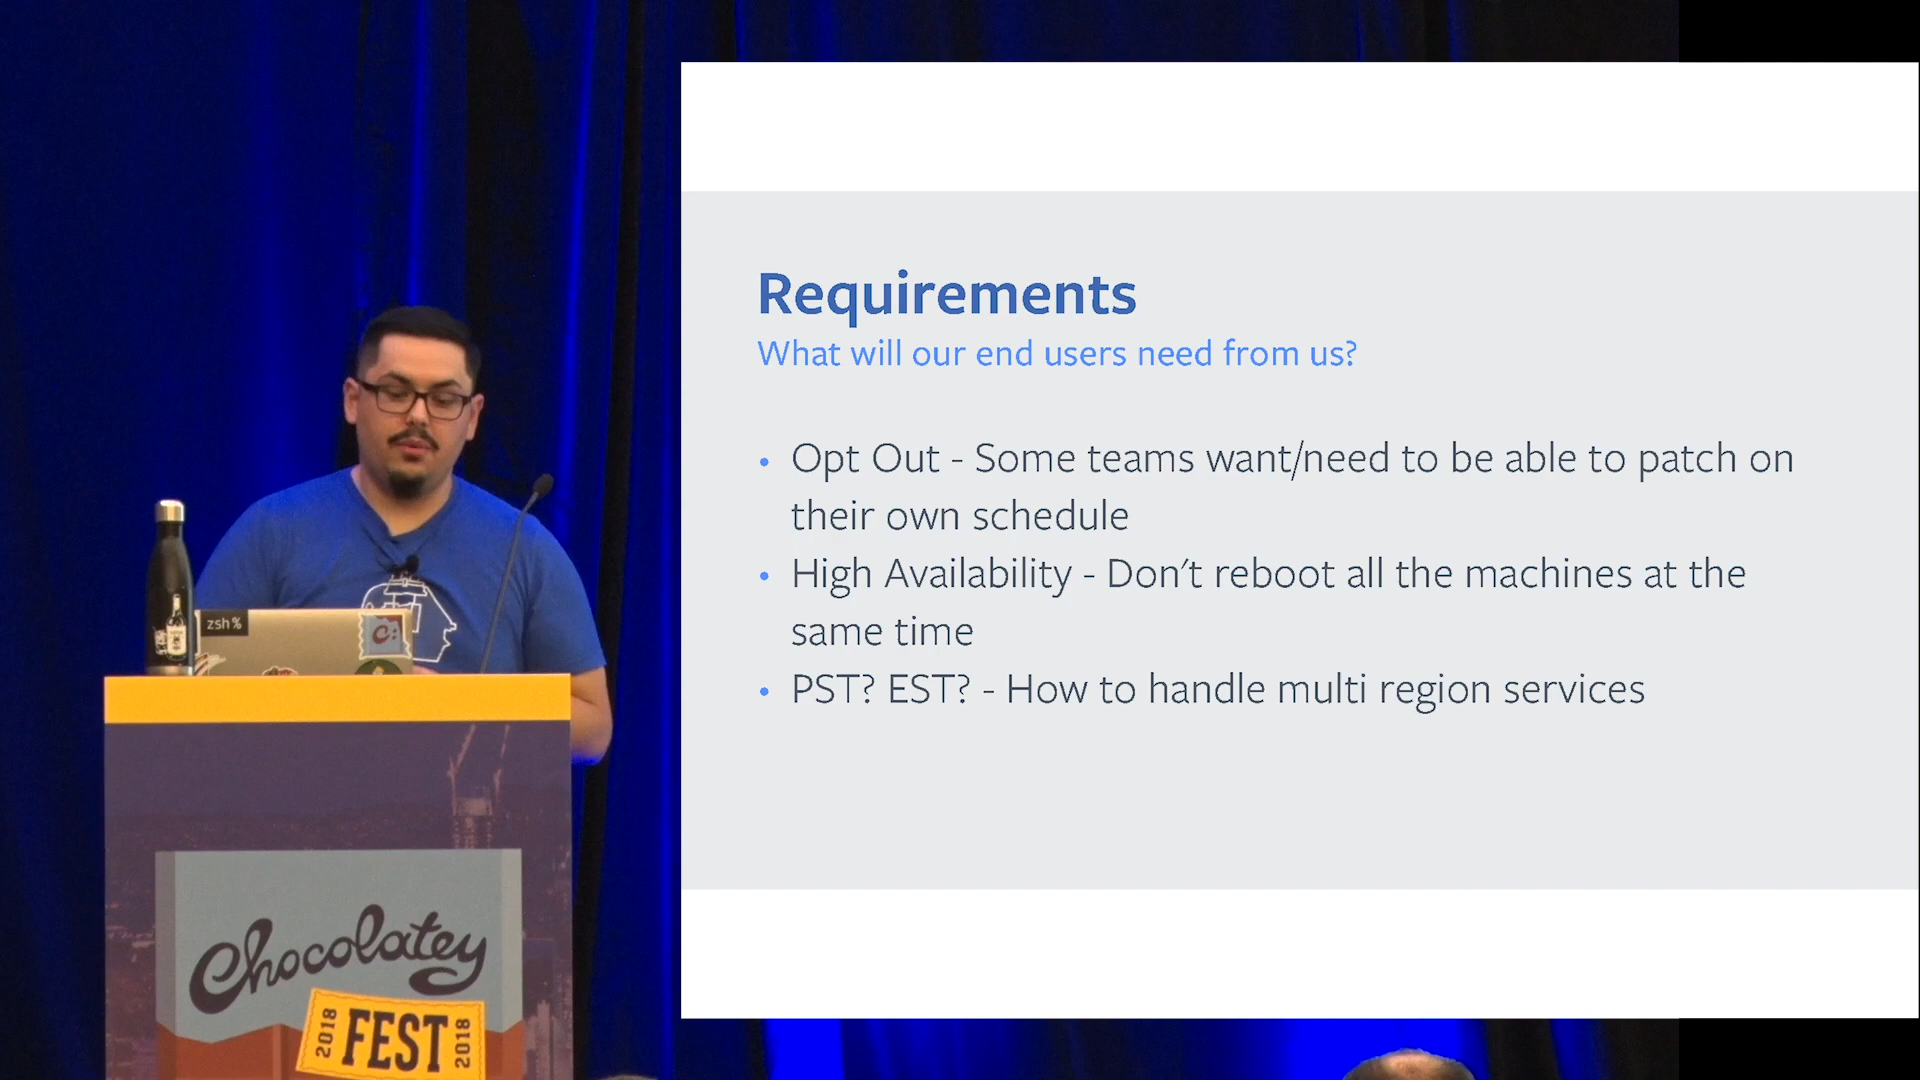 Requirements
What will our end users need from us?
• Opt Out - Some teams want/need to be able to patch on
their own schedule
• High Availability - Don't reboot all the machines at the
same time
• PST? EST? - How to handle multi region services
zsh%
C:
Chocolatey
2018 FEST 2018